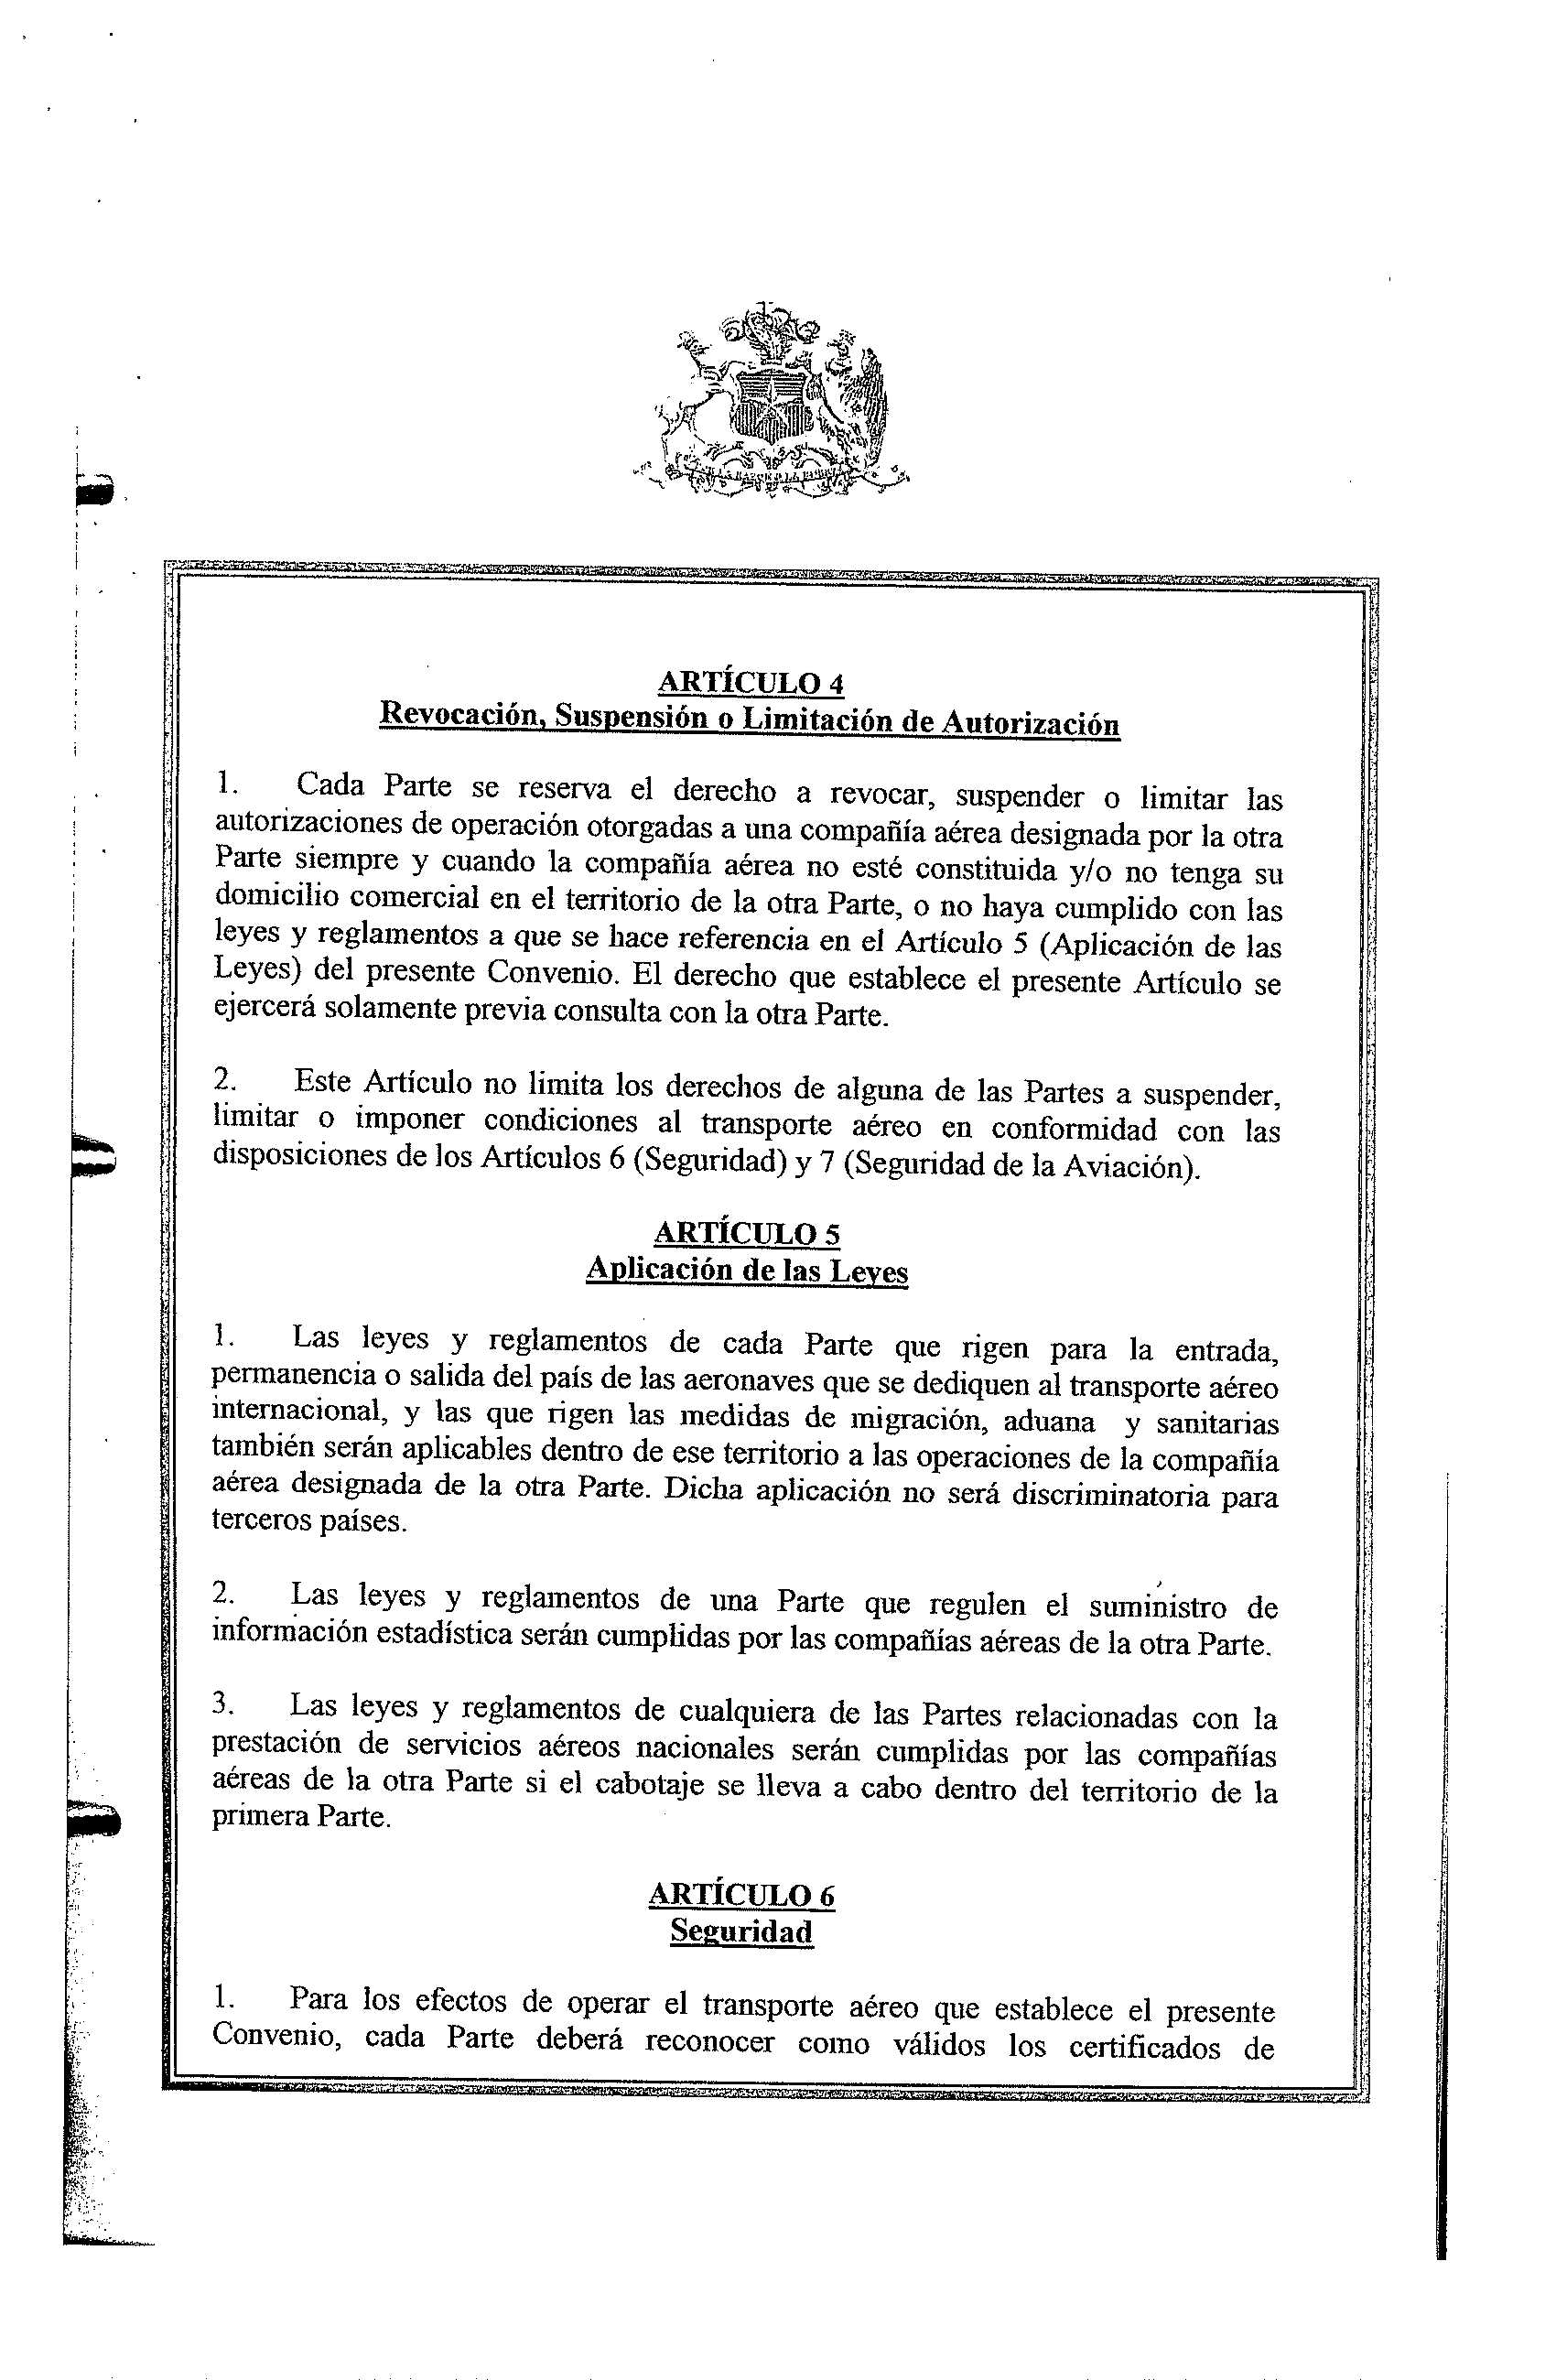 ARTÍCULO 4
Revocación, Suspensión o Limitación de Autorización
1. Cada Parte se reserva el derecho a revocar, suspender o limitar las
autorizaciones de operación otorgadas a una compañía aérea designada por la otra
Parte siempre y cuando la compañía aérea no esté constituida y/o no tenga su
domicilio comercial en el territorio de la otra Parte, o no haya cumplido con las
leyes y reglamentos a que se hace referencia en el Artículo 5 (Aplicación de las
Leyes) del presente Convenio. El derecho que establece el presente Artículo se
ejercerá solamente previa consulta con la otra Parte.
2. Este Artículo no limita los derechos de alguna de las Partes a suspender,
limitar o imponer condiciones al transporte aéreo en conformidad con las
disposiciones de los Artículos 6 (Seguridad) y 7 (Seguridad de la Aviación).
ARTÍCULO 5
Aplicación de las Leyes
1. Las leyes y reglamentos de cada Parte que rigen para la entrada,
permanencia o salida del país de las aeronaves que se dediquen al transporte aéreo
internacional, y las que rigen las medidas de migración, aduana y sanitarias
también serán aplicables dentro de ese territorio a las operaciones de la compañía
aérea designada de la otra Parte. Dicha aplicación no será discriminatoria para
terceros países.
2. Las leyes y reglamentos de una Parte que regulen el suministro de
información estadística serán cumplidas por las compañías aéreas de la otra Parte.
3. Las leyes y reglamentos de cualquiera de las Partes relacionadas con la
prestación de servicios aéreos nacionales serán cumplidas por las compañías
aéreas de la otra Parte si el cabotaje se lleva a cabo dentro del territorio de la
primera Parte.
ARTÍCULO 6
Seguridad
1. Para los efectos de operar el transporte aéreo que establece el presente
Convenio, cada Parte deberá reconocer como válidos los certificados de